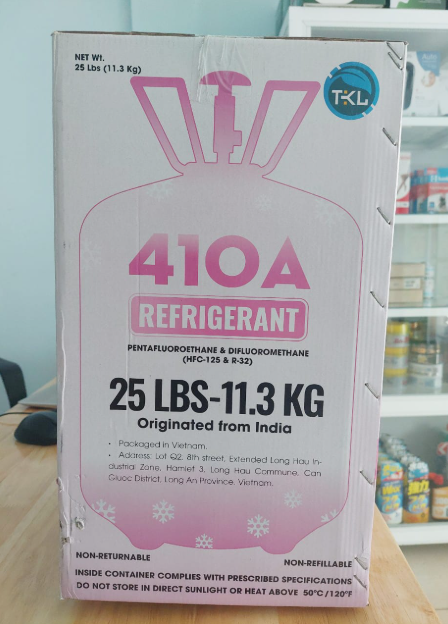 NET Wt.
25 Lbs (11.3 Kg)
TKL
410A
REFRIGERANT
PENTAFLUOROETHANE & DIFLUOROMETHANE
(HFC-125 & R-32)
25 LBS-11.3 KG
Originated from India
• Packaged in Vietnam.
• Address: Lot Q2, 8th street, Extended Long Hau In-
dustrial Zone, Hamlet 3, Long Hau Commune, Can
Giuoc District, Long An Province, Vietnam.
NON-RETURNABLE
NON-REFILLABLE
INSIDE CONTAINER COMPLIES WITH PRESCRIBED SPECIFICATIONS
DO NOT STORE IN DIRECT SUNLIGHT OR HEAT ABOVE 50°C/120°F